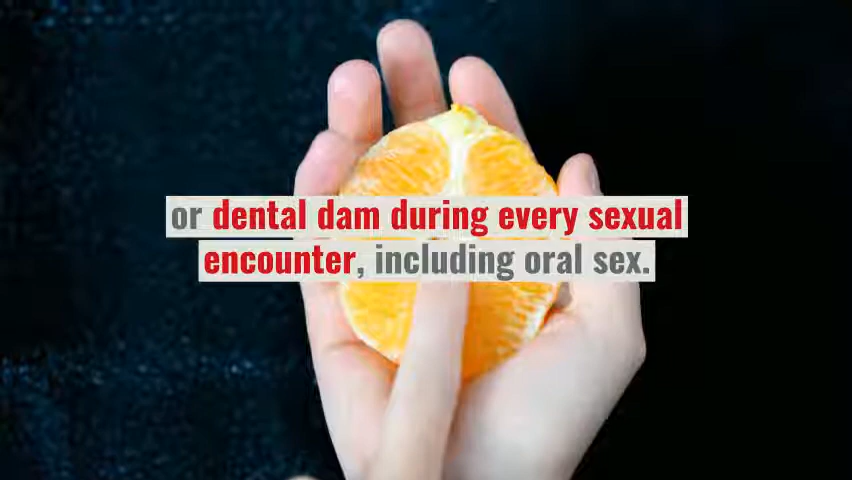 or dental dam during every sexual
encounter, including oral sex.